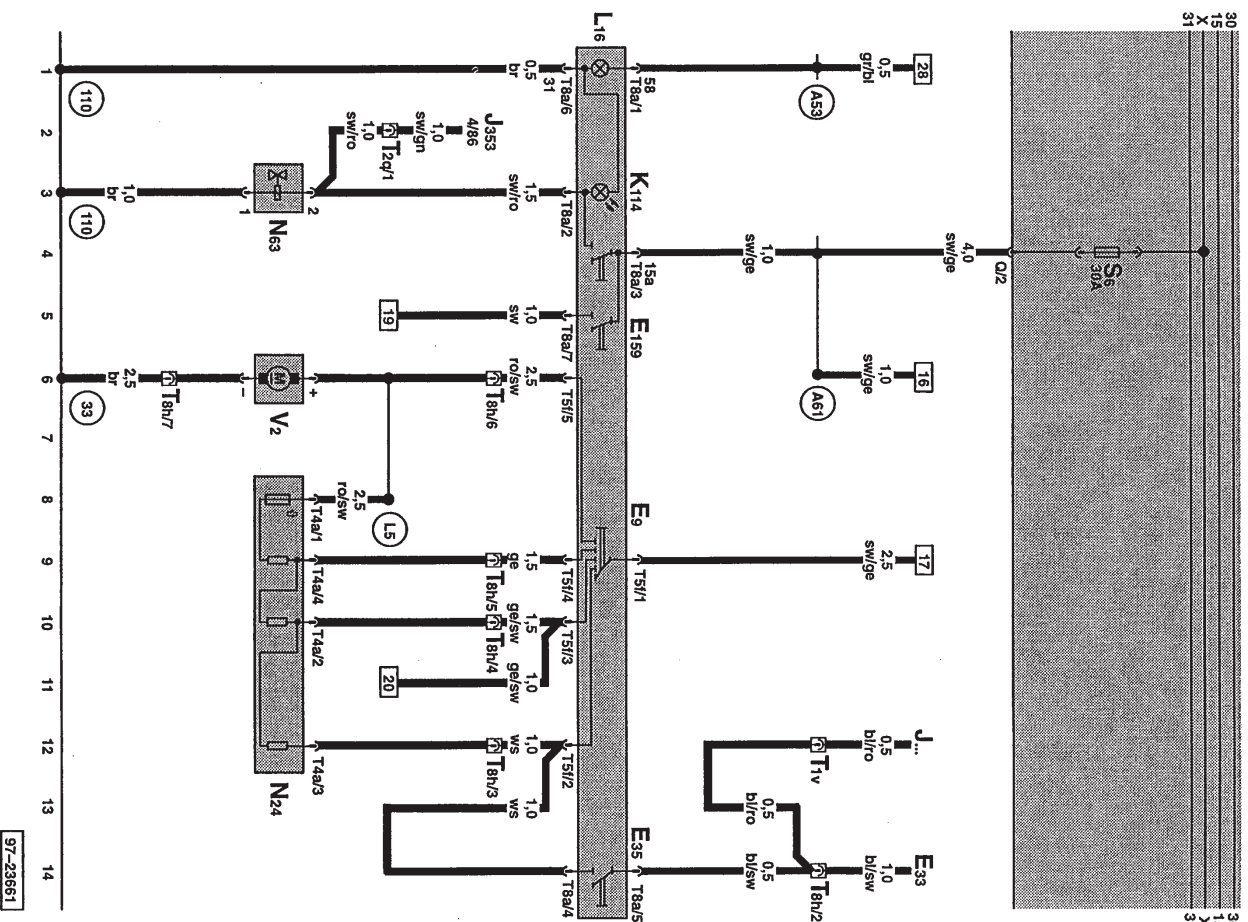 30
15
X
31
S6
30A
Q/2
4,0
sw/ge
28
0,5
gr/bl
A53
58
T8a/1
L16
T8a/6
31
0,5
br
110
1
2
J353
4/86
1,0
sw/gn
T2q/1
1,0
sw/ro
K114
T8a/2
1,5
sw/ro
2
N63
1
1,0
br
110
3
1,0
sw/ge
15a
T8a/3
4
E159
T8a/7
1,0
sw
19
5
16
1,0
sw/ge
A61
T5f/5
2,5
ro/sw
T8h/6
+
M
V2
–
T8h/7
2,5
br
33
6
7
L5
2,5
ro/sw
T4a/1
8
17
2,5
sw/ge
T5f/1
E9
T5f/4
1,5
ge
T8h/5
T4a/4
9
T5f/3
1,5
ge/sw
T8h/4
T4a/2
10
1,0
ge/sw
20
11
J...
0,5
bl/ro
T1v
T5f/2
1,0
ws
T8h/3
T4a/3
12
N24
0,5
bl/ro
1,0
ws
13
E33
1,0
bl/sw
T8h/2
0,5
bl/sw
E35
T8a/5
T8a/4
14
97–23661